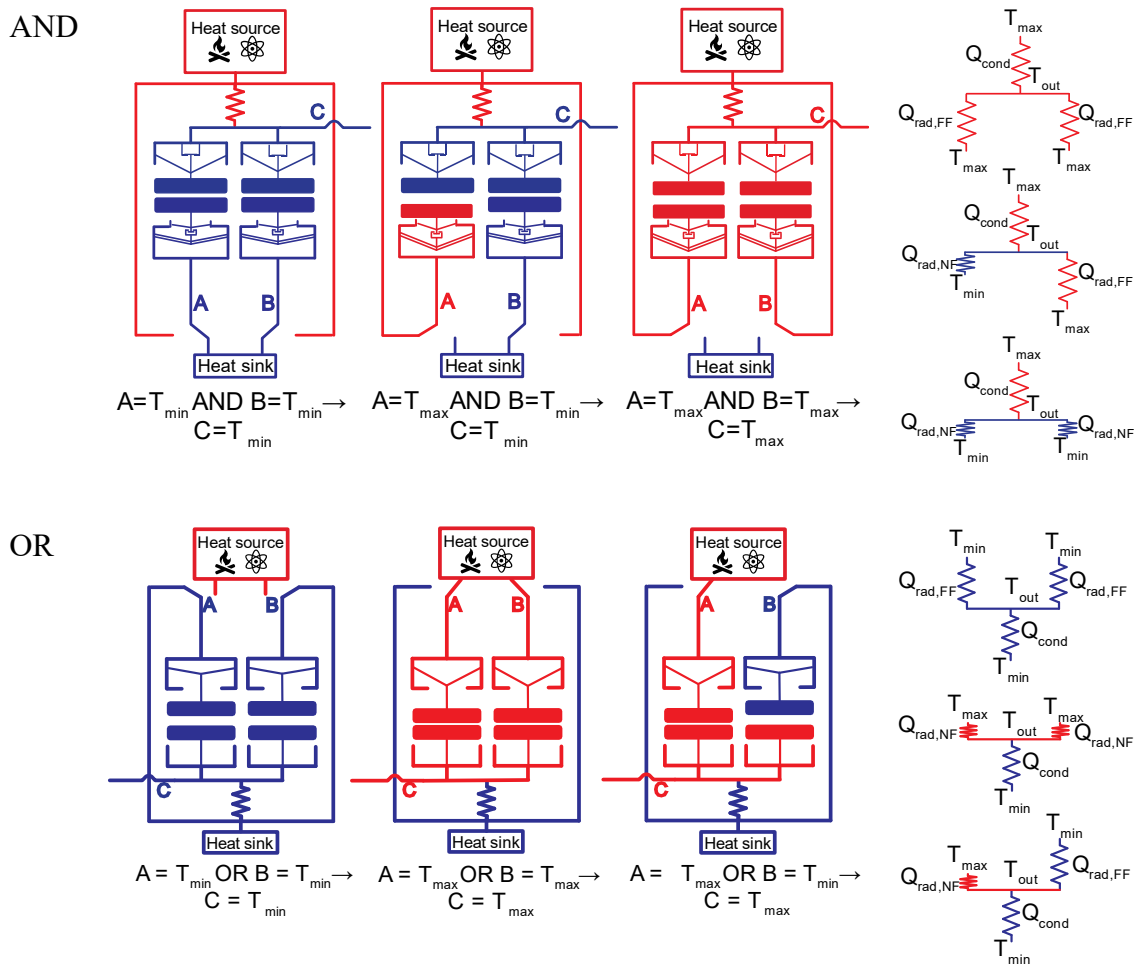 AND
Heat source
C
A
B
Heat sink
A=Tmin AND B=Tmin→
C=Tmin
Heat source
C
A
B
Heat sink
A=Tmax AND B=Tmin→
C=Tmin
Heat source
C
A
B
Heat sink
A=Tmax AND B=Tmax→
C=Tmax
Tmax
Qcond
Tout
Qrad,FF
Qrad,FF
Tmax
Tmax
Tmax
Qcond
Tout
Qrad,NF
Qrad,FF
Tmin
Tmax
Tmax
Qcond
Tout
Qrad,NF
Qrad,NF
Tmin
Tmin
OR
Heat source
A
B
C
Heat sink
A = Tmin OR B = Tmin→
C = Tmin
Heat source
A
B
C
Heat sink
A = Tmax OR B = Tmax→
C = Tmax
Heat source
A
B
C
Heat sink
A = Tmax OR B = Tmin→
C = Tmax
Tmin
Tmin
Qrad,FF
Tout
Qrad,FF
Qcond
Tmin
Tmax
Tout
Tmax
Qrad,NF
Qrad,NF
Qcond
Tmin
Tmin
Tmax
Tout
Qrad,FF
Qrad,NF
Qcond
Tmin